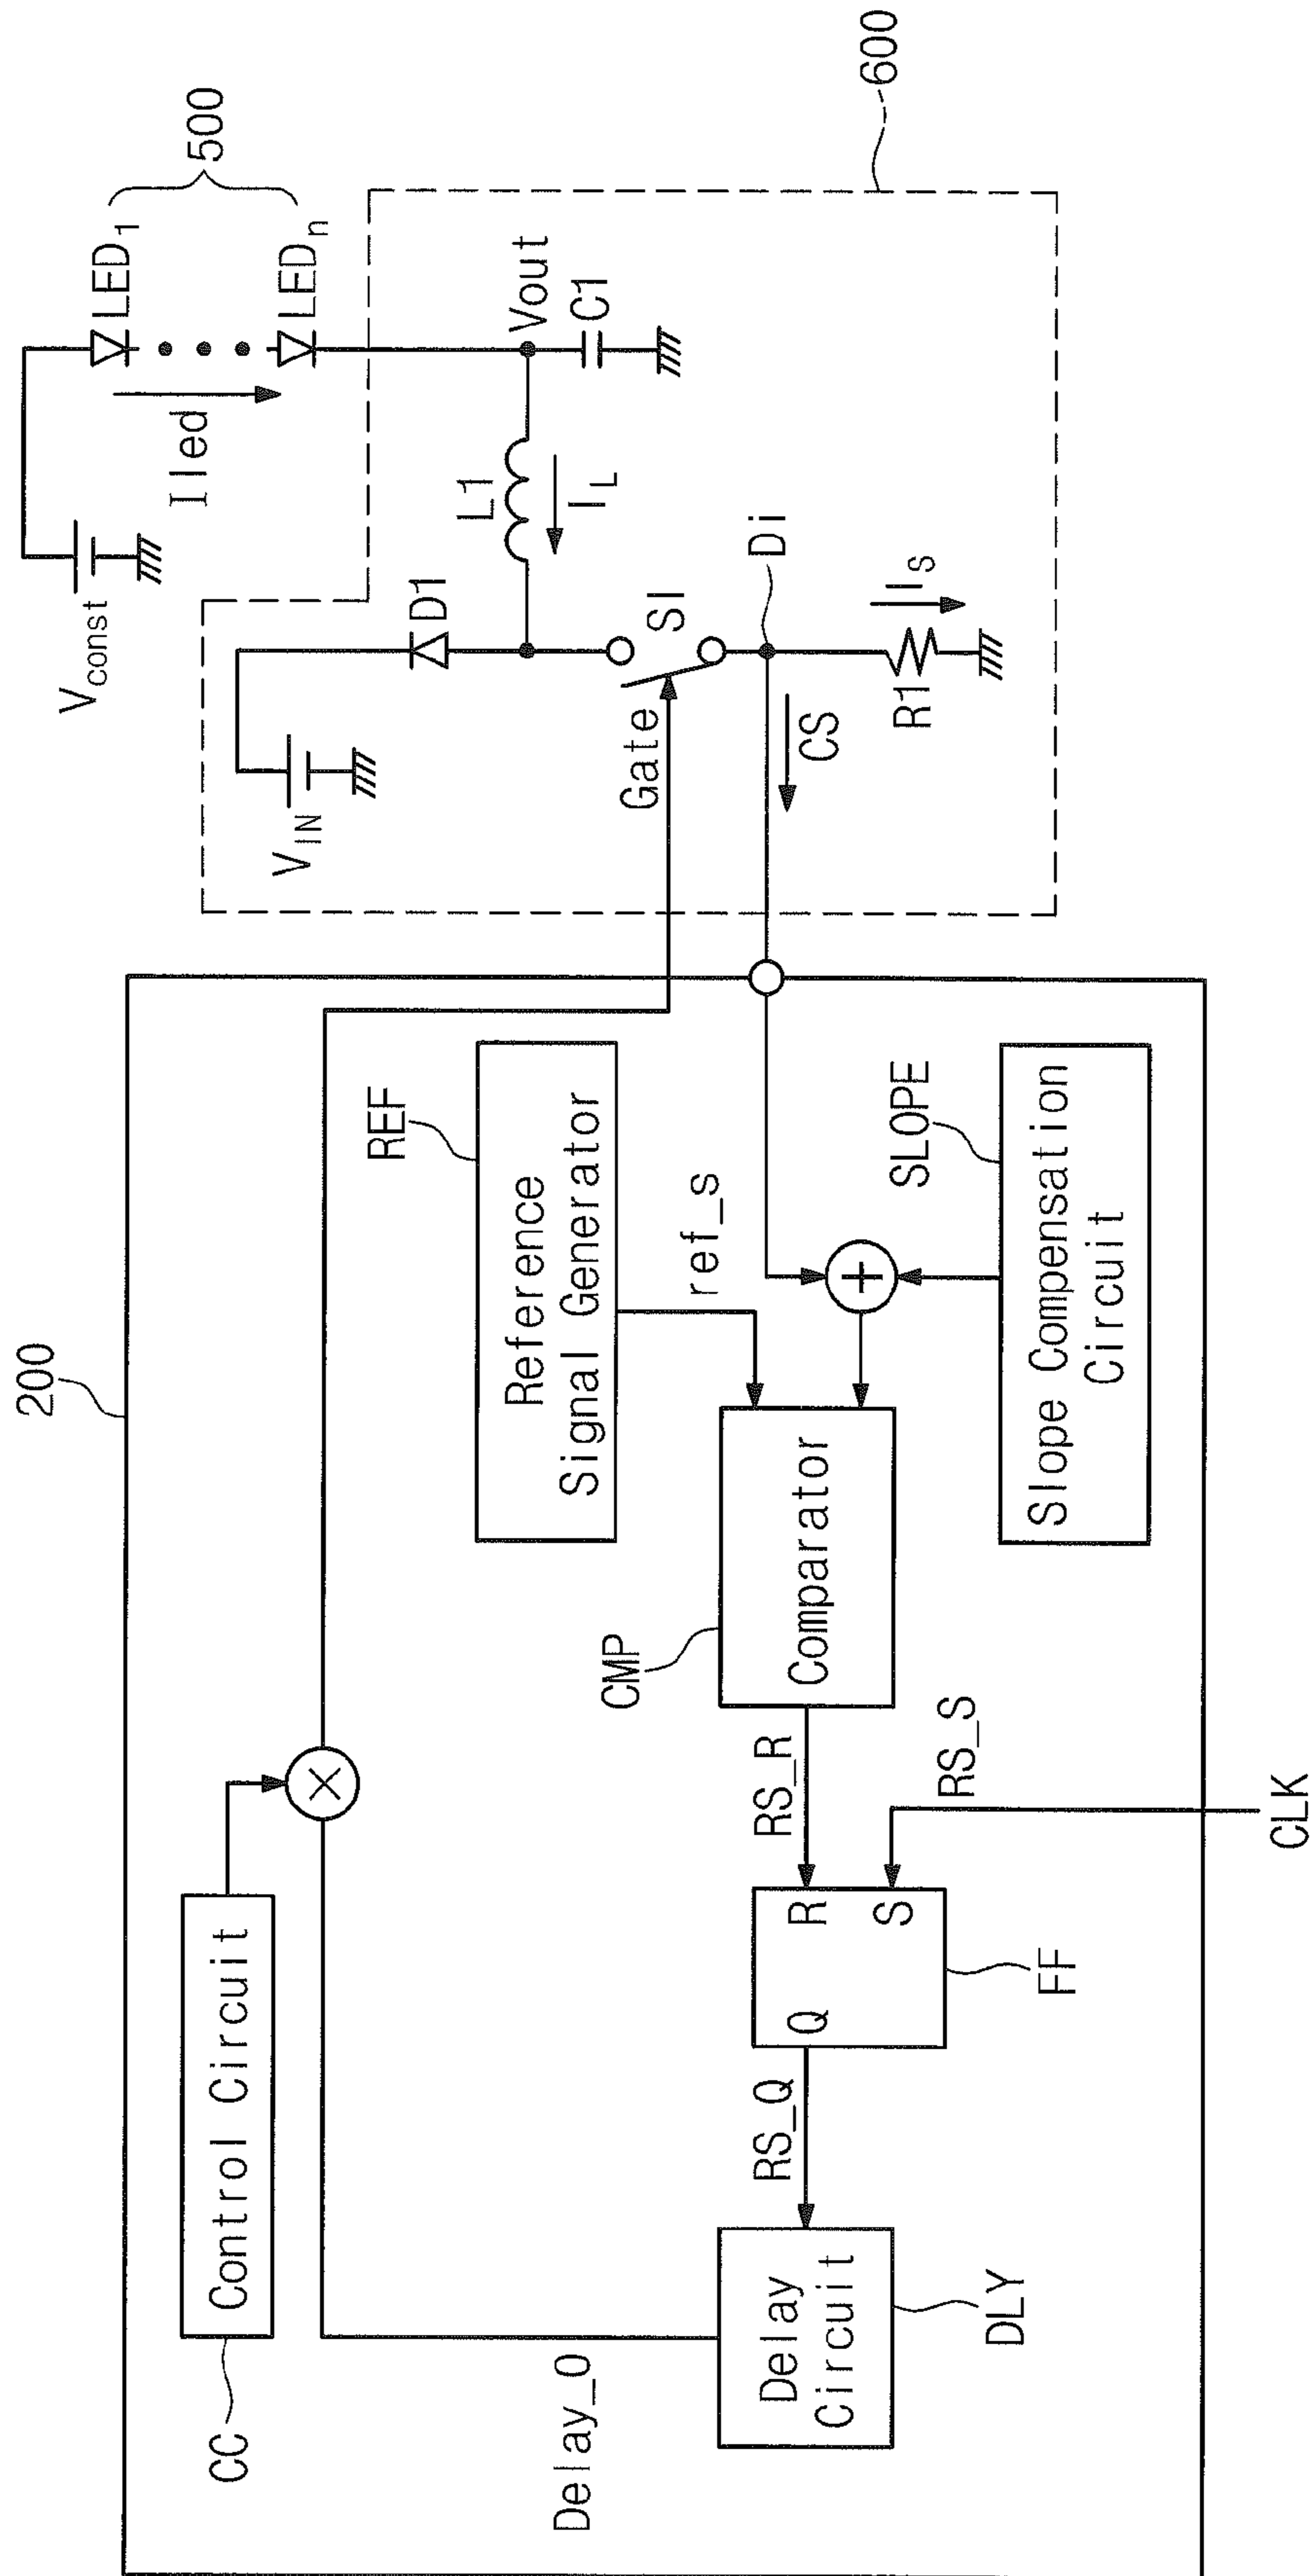 200
CC
Control Circuit
Delay_0
Delay
Circuit
DLY
RS_Q
Q
R
S
FF
RS_R
RS_S
CLK
CMP
Comparator
REF
Reference
Signal Generator
ref_s
SLOPE
Slope Compensation
Circuit
Gate
CS
VIN
D1
SI
Di
R1
IS
L1
IL
Vout
C1
Vconst
Iled
LED1
LEDn
500
600